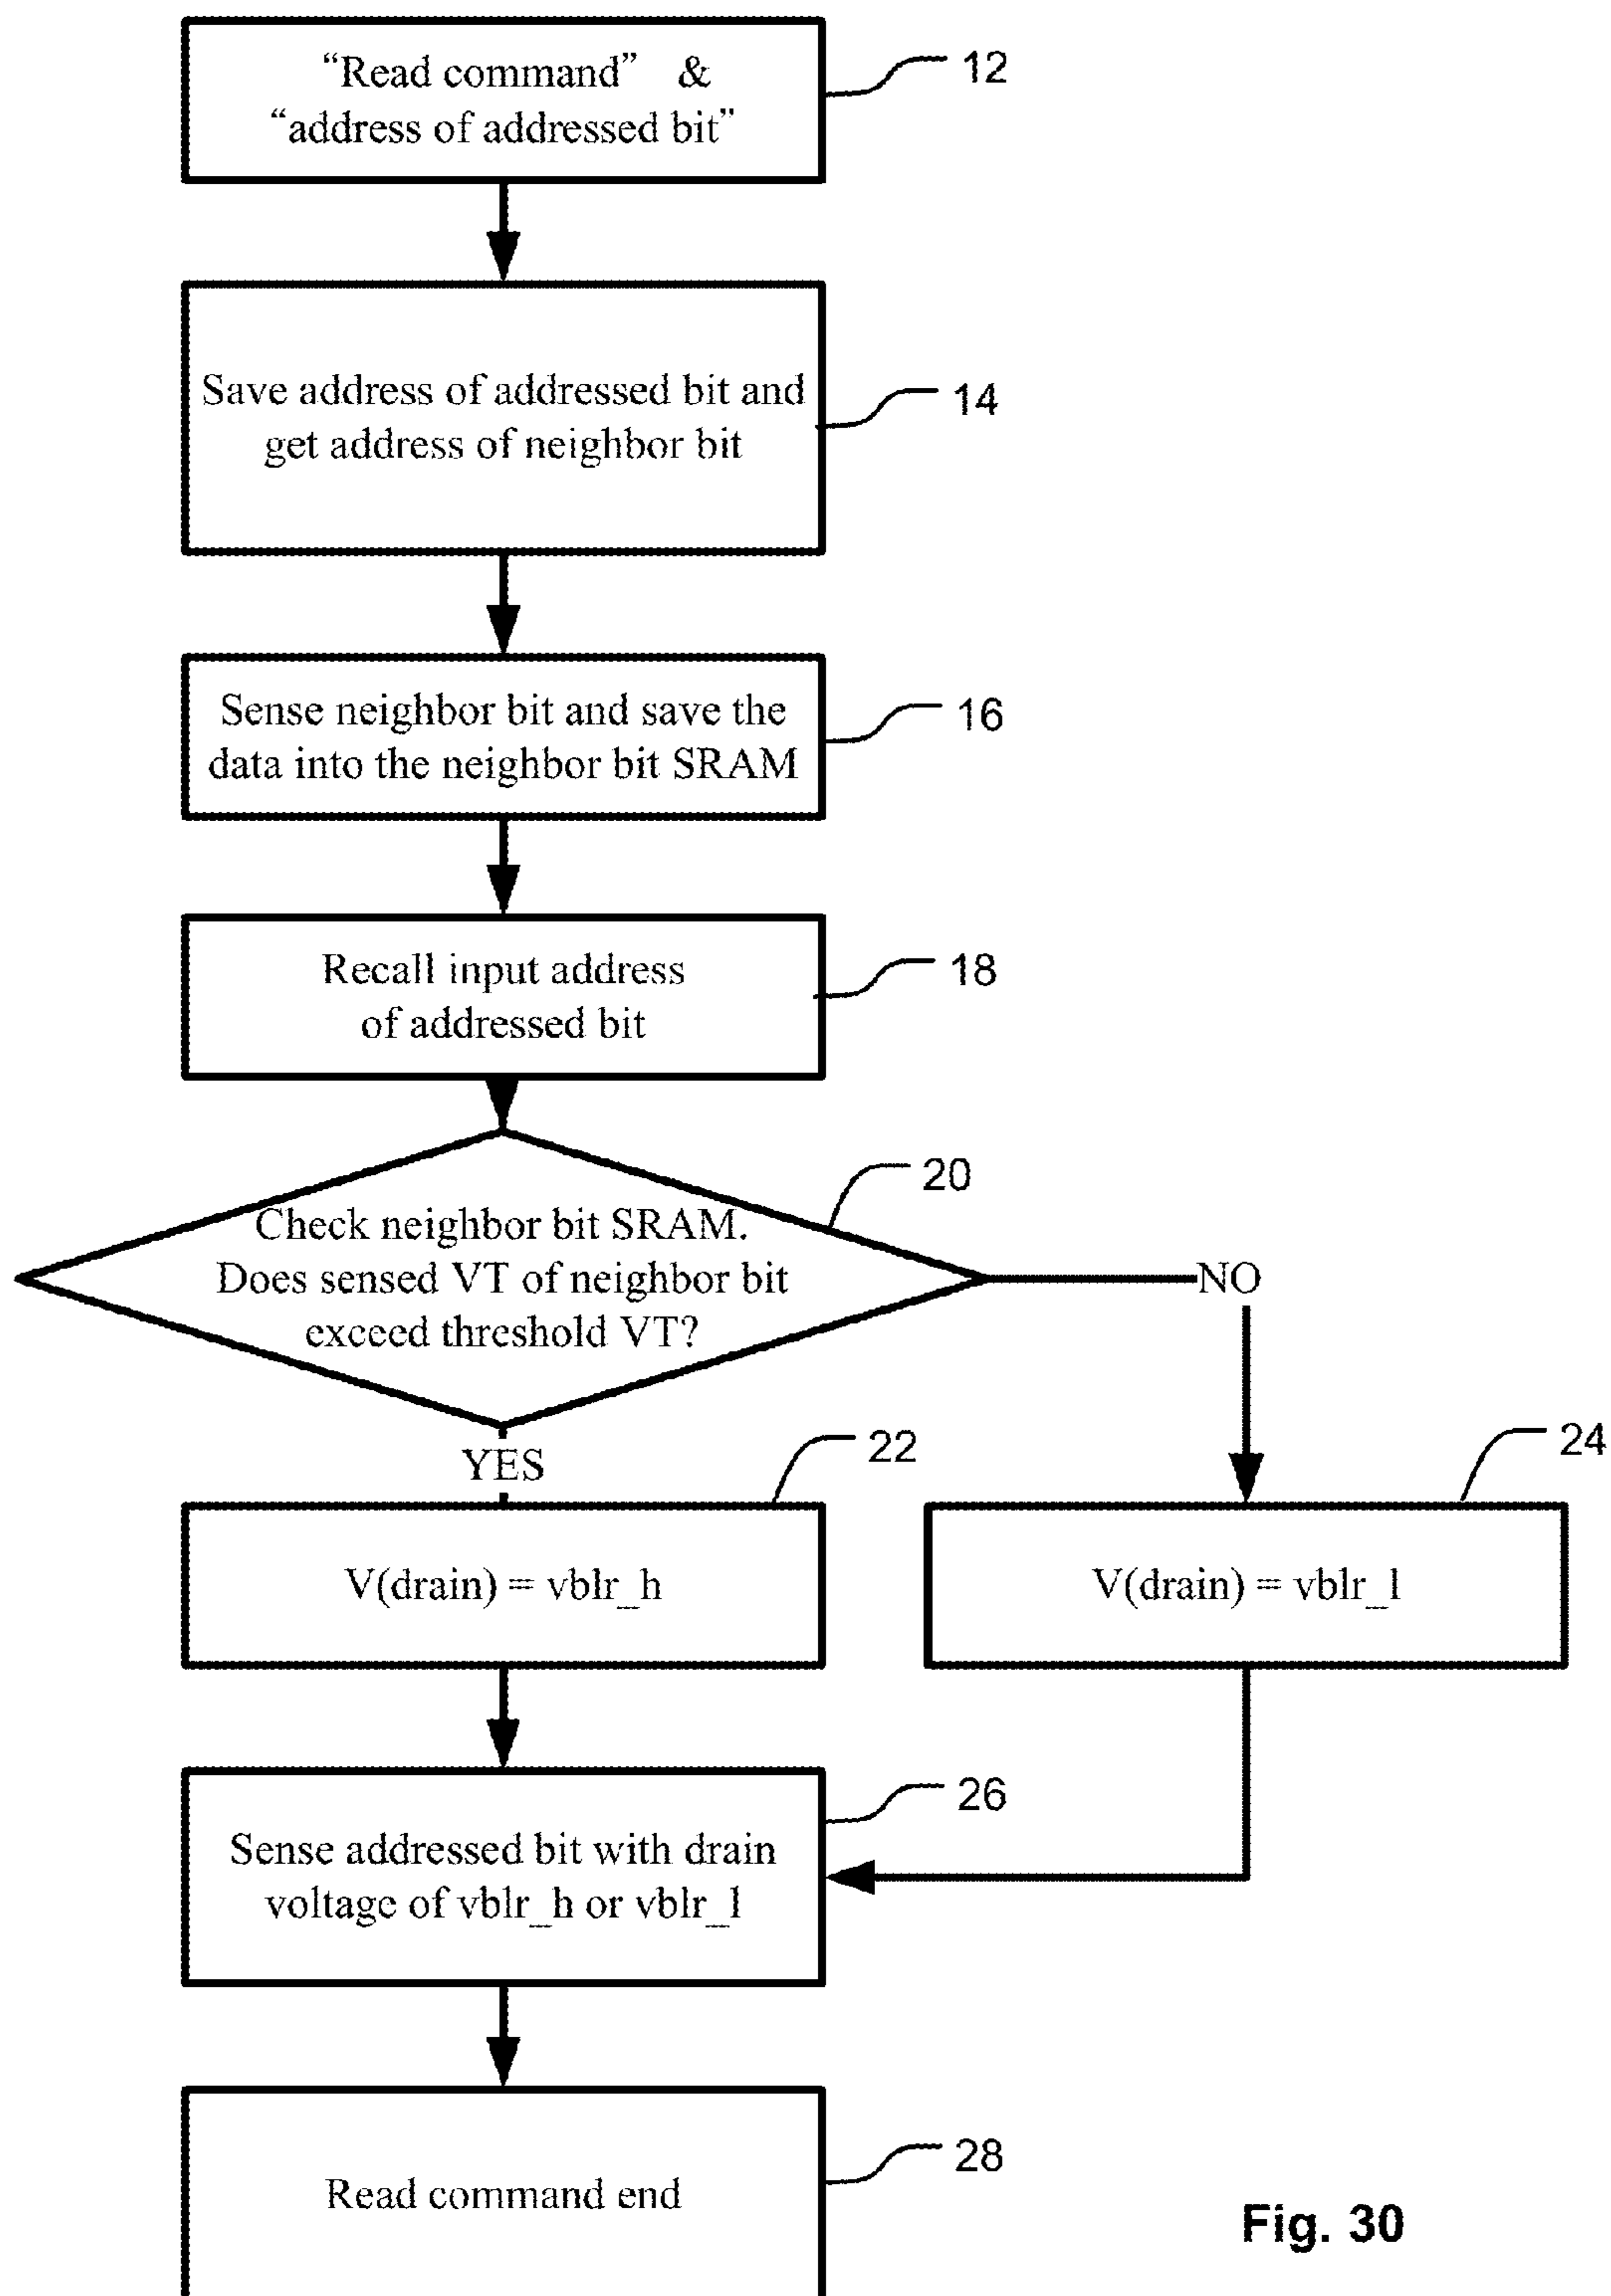 “Read command” &
“address of addressed bit”
12
Save address of addressed bit and
get address of neighbor bit
14
Sense neighbor bit and save the
data into the neighbor bit SRAM
16
Recall input address
of addressed bit
18
20
Check neighbor bit SRAM.
Does sensed VT of neighbor bit
exceed threshold VT?
NO
YES
22
24
V(drain) = vblr_h
V(drain) = vblr_l
26
Sense addressed bit with drain
voltage of vblr_h or vblr_l
28
Read command end
Fig. 30